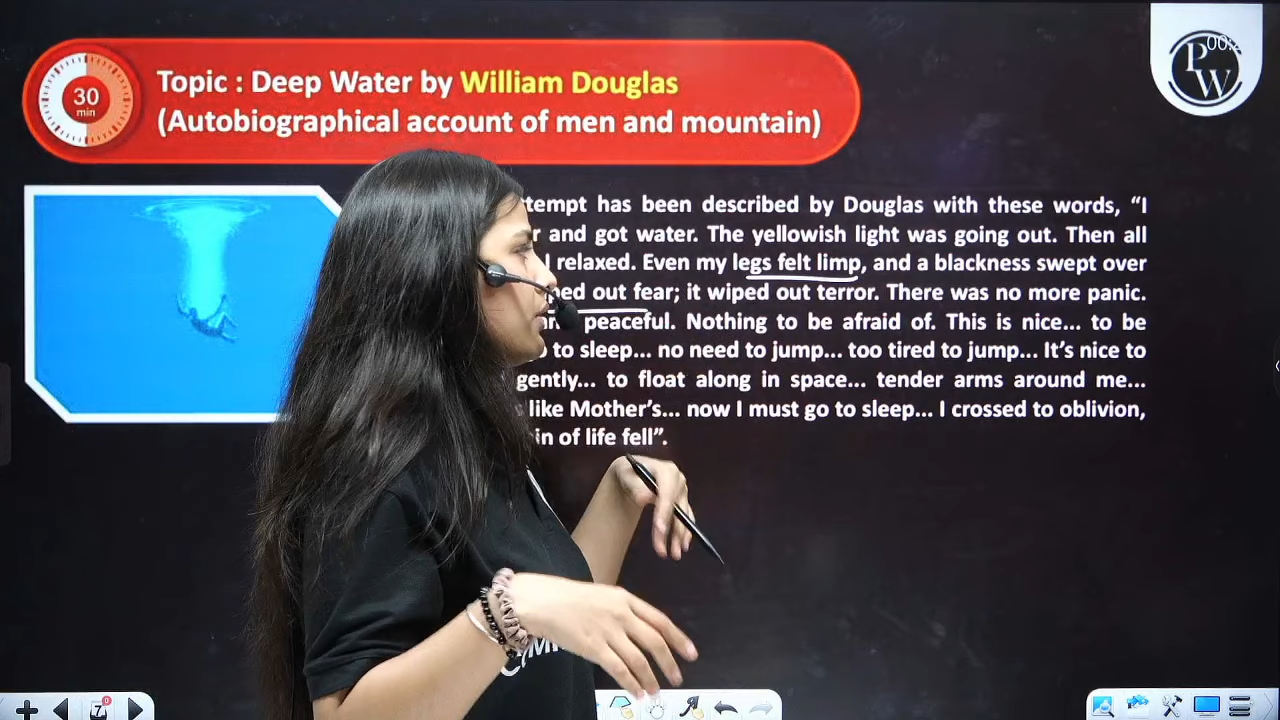 30
min
Topic : Deep Water by William Douglas
(Autobiographical account of men and mountain)
PW
ttempt has been described by Douglas with these words, “I
r and got water. The yellowish light was going out. Then all
I relaxed. Even my legs felt limp, and a blackness swept over
ped out fear; it wiped out terror. There was no more panic.
peaceful. Nothing to be afraid of. This is nice... to be
to sleep... no need to jump... too tired to jump... It’s nice to
gently... to float along in space... tender arms around me...
like Mother’s... now I must go to sleep... I crossed to oblivion,
in of life fell”.